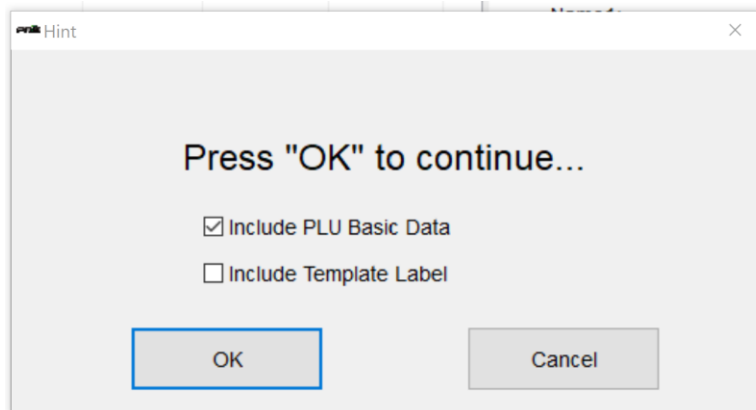 Hint
Press "OK" to continue...
Include PLU Basic Data
Include Template Label
OK
Cancel